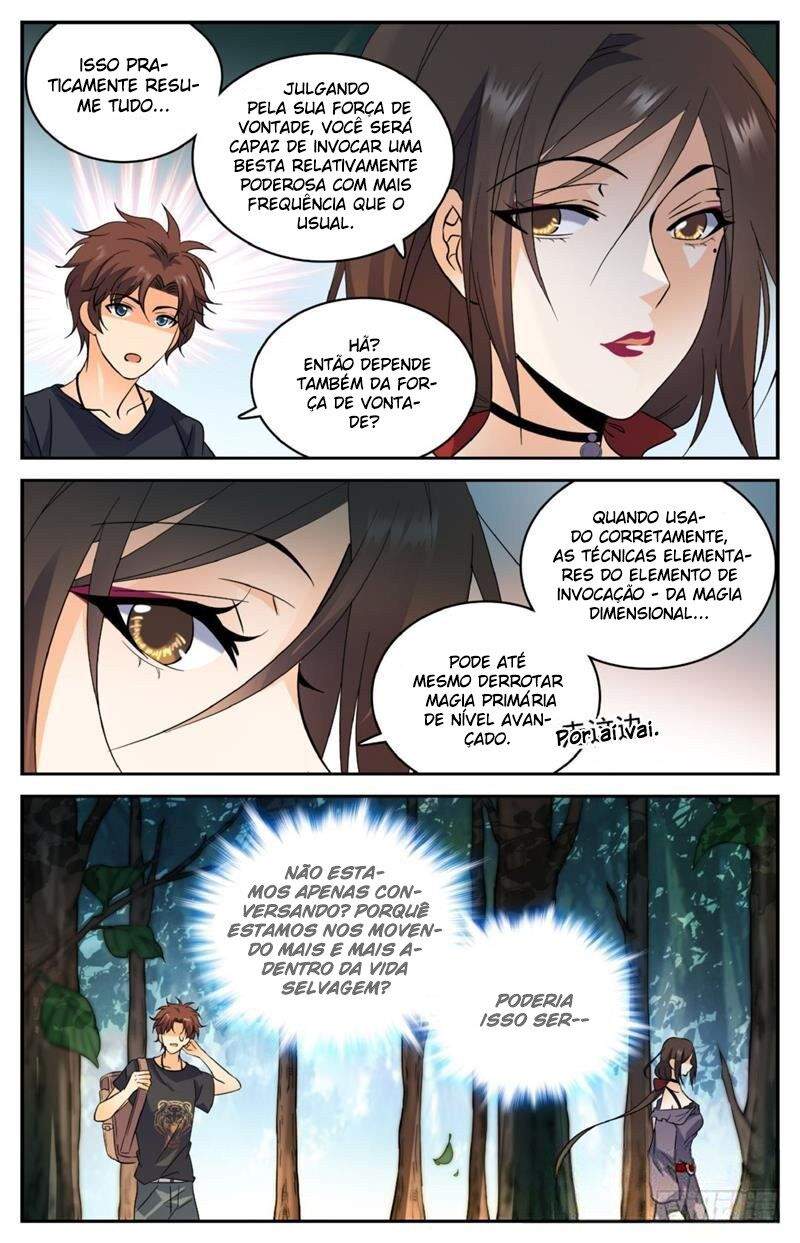 ISSO PRA-
TICAMENTE RESU-
ME TUDO...
JULGANDO
PELA SUA FORÇA DE
VONTADE, VOCÊ SERÁ
CAPAZ DE INVOCAR UMA
BESTA RELATIVAMENTE
PODEROSA COM MAIS
FREQUÊNCIA QUE O
USUAL.
HÃ?
ENTÃO DEPENDE
TAMBÉM DA FOR-
ÇA DE VONTA-
DE?
QUANDO USA-
DO CORRETAMENTE,
AS TÉCNICAS ELEMENTA-
RES DO ELEMENTO DE
INVOCAÇÃO - DA MAGIA
DIMENSIONAL...
PODE ATÉ
MESMO DERROTAR
MAGIA PRIMÁRIA
DE NÍVEL AVAN-
ÇADO.
Por aí vai.
NÃO ESTA-
MOS APENAS CON-
VERSANDO? PORQUÊ
ESTAMOS NOS MOVEN-
DO MAIS E MAIS A-
DENTRO DA VIDA
SELVAGEM?
PODERIA
ISSO SER--